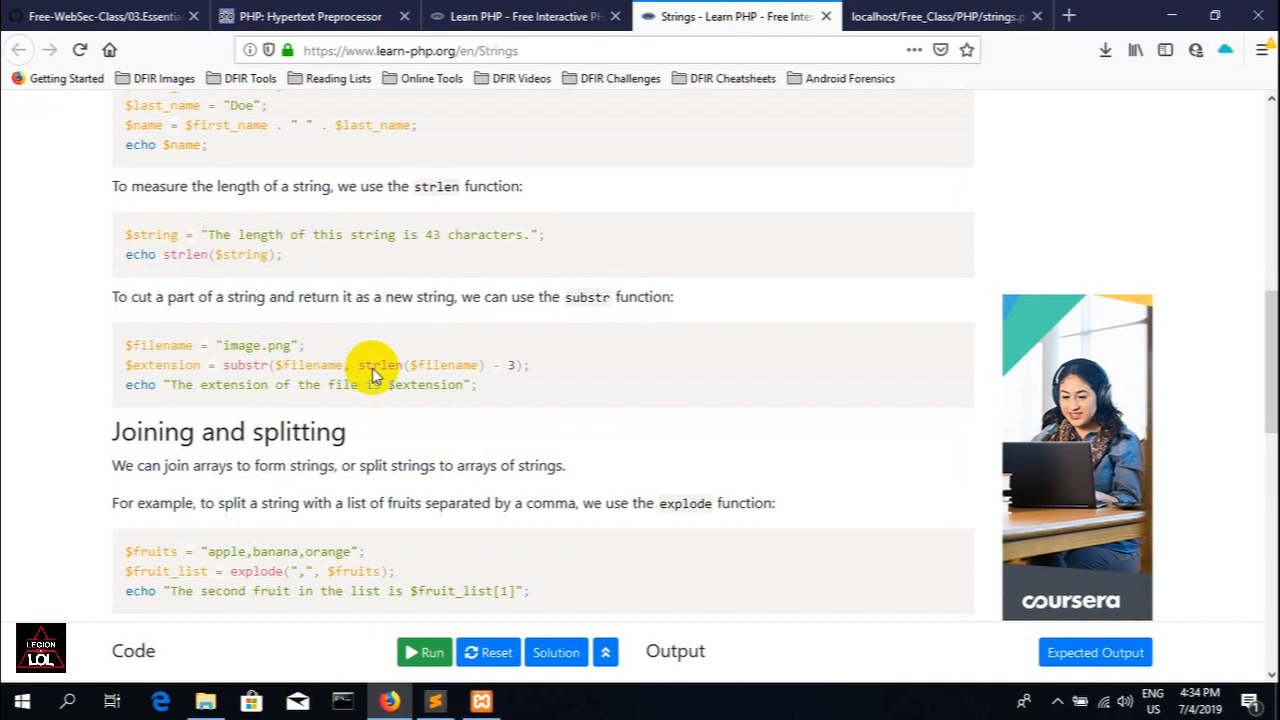 Free-WebSec-Class/03.Essentia
PHP: Hypertext Preprocessor
Learn PHP - Free Interactive PH
Strings - Learn PHP - Free Inter
localhost/Free_Class/PHP/strings.p
https://www.learn-php.org/en/Strings
Getting Started
DFIR Images
DFIR Tools
Reading Lists
Online Tools
DFIR Videos
DFIR Challenges
DFIR Cheatsheets
Android Forensics
$last_name = "Doe";
$name = $first_name . " " . $last_name;
echo $name;
To measure the length of a string, we use the strlen function:
$string = "The length of this string is 43 characters.";
echo strlen($string);
To cut a part of a string and return it as a new string, we can use the substr function:
$filename = "image.png";
$extension = substr($filename, strlen($filename) - 3);
echo "The extension of the file is $extension";
Joining and splitting
We can join arrays to form strings, or split strings to arrays of strings.
For example, to split a string with a list of fruits separated by a comma, we use the explode function:
$fruits = "apple,banana,orange";
$fruit_list = explode(",", $fruits);
echo "The second fruit in the list is $fruit_list[1]";
coursera
LEGION
LOL
Code
Run
Reset
Solution
Output
Expected Output
ENG
US
4:34 PM
7/4/2019
1